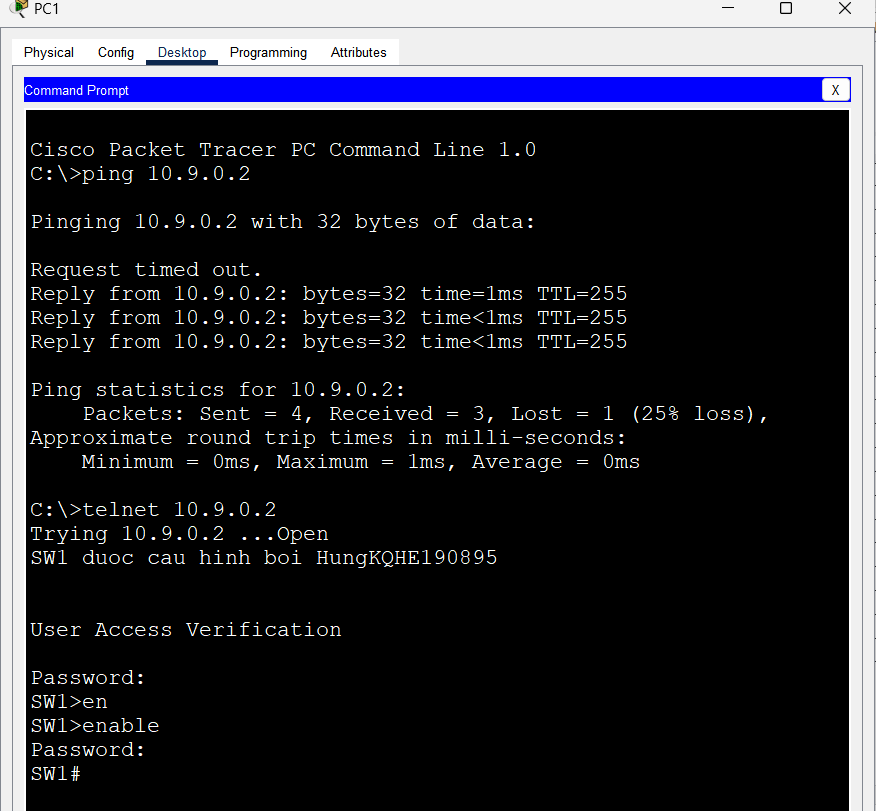 PC1
Physical Config Desktop Programming Attributes
Command Prompt X
Cisco Packet Tracer PC Command Line 1.0
C:\>ping 10.9.0.2
Pinging 10.9.0.2 with 32 bytes of data:
Request timed out.
Reply from 10.9.0.2: bytes=32 time=1ms TTL=255
Reply from 10.9.0.2: bytes=32 time<1ms TTL=255
Reply from 10.9.0.2: bytes=32 time<1ms TTL=255
Ping statistics for 10.9.0.2:
    Packets: Sent = 4, Received = 3, Lost = 1 (25% loss),
Approximate round trip times in milli-seconds:
    Minimum = 0ms, Maximum = 1ms, Average = 0ms
C:\>telnet 10.9.0.2
Trying 10.9.0.2 ...Open
SW1 duoc cau hinh boi HungKQHE190895
User Access Verification
Password:
SW1>en
SW1>enable
Password:
SW1#